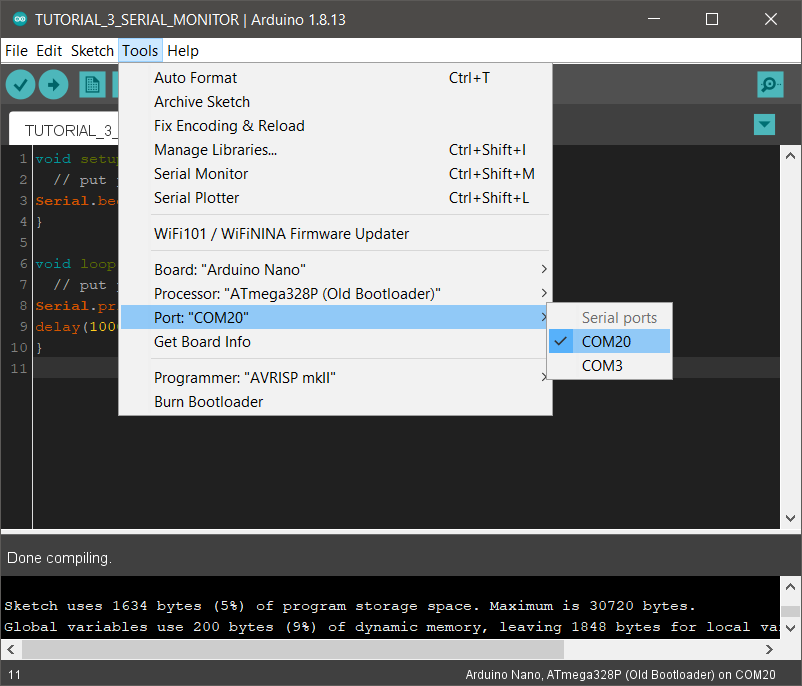 TUTORIAL_3_SERIAL_MONITOR | Arduino 1.8.13
File Edit Sketch Tools Help
Auto Format Ctrl+T
Archive Sketch
Fix Encoding & Reload
Manage Libraries... Ctrl+Shift+I
Serial Monitor Ctrl+Shift+M
Serial Plotter Ctrl+Shift+L
WiFi101 / WiFiNINA Firmware Updater
Board: "Arduino Nano"
Processor: "ATmega328P (Old Bootloader)"
Port: "COM20"
Get Board Info
Programmer: "AVRISP mkII"
Burn Bootloader
Serial ports
COM20
COM3
TUTORIAL_3_
1 void setup
2 // put
3 Serial.be
4 }
5
6 void loop
7 // put
8 Serial.pr
9 delay(100
10 }
11
Done compiling.
Sketch uses 1634 bytes (5%) of program storage space. Maximum is 30720 bytes.
Global variables use 200 bytes (9%) of dynamic memory, leaving 1848 bytes for local va
11 Arduino Nano, ATmega328P (Old Bootloader) on COM20